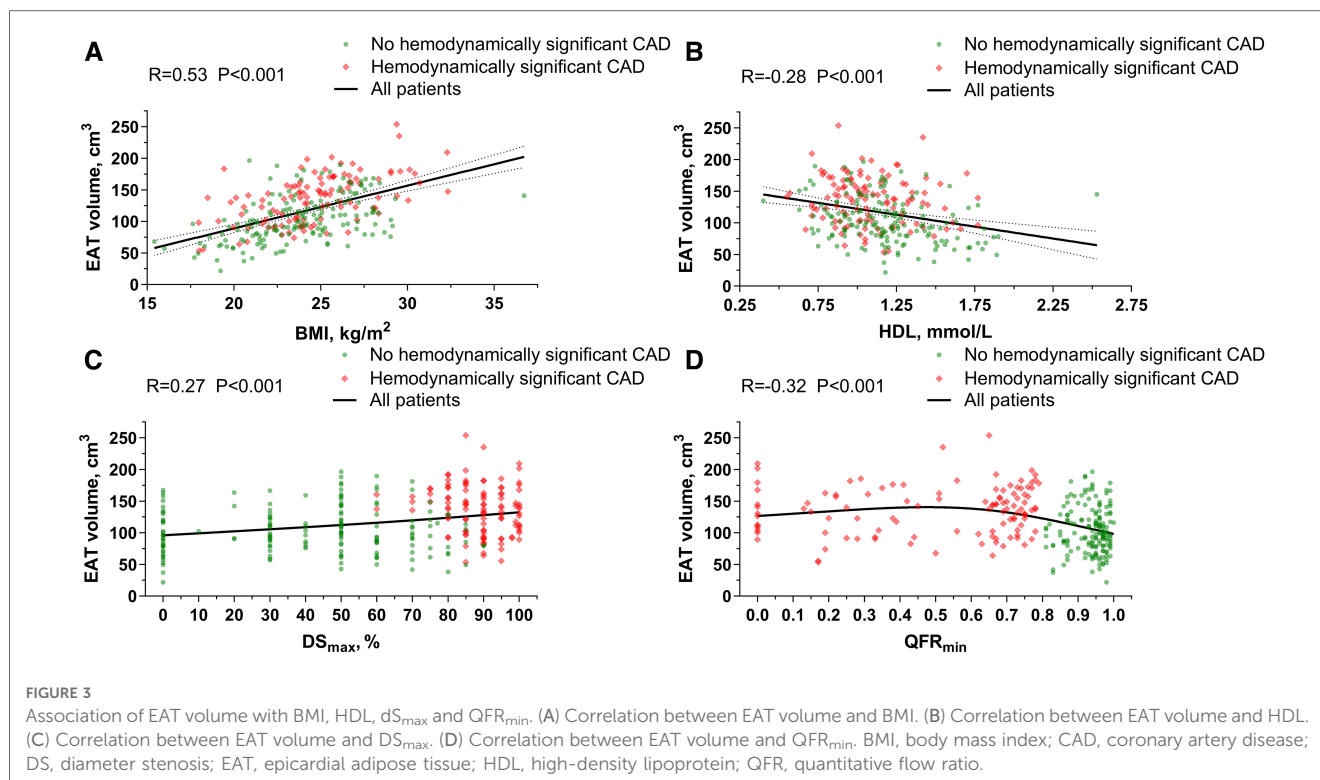 A
No hemodynamically significant CAD
R=0.53 P<0.001
Hemodynamically significant CAD
All patients
EAT volume, cm³
250
200
150
100
50
0
15 20 25 30 35
BMI, kg/m²
B
No hemodynamically significant CAD
R=-0.28 P<0.001
Hemodynamically significant CAD
All patients
EAT volume, cm³
250
200
150
100
50
0
0.25 0.75 1.25 1.75 2.25 2.75
HDL, mmol/L
C
No hemodynamically significant CAD
R=0.27 P<0.001
Hemodynamically significant CAD
All patients
EAT volume, cm³
250
200
150
100
50
0
0 10 20 30 40 50 60 70 80 90 100
DSmax, %
D
No hemodynamically significant CAD
R=-0.32 P<0.001
Hemodynamically significant CAD
All patients
EAT volume, cm³
250
200
150
100
50
0
0.0 0.1 0.2 0.3 0.4 0.5 0.6 0.7 0.8 0.9 1.0
QFRmin
FIGURE 3
Association of EAT volume with BMI, HDL, dSmax and QFRmin. (A) Correlation between EAT volume and BMI. (B) Correlation between EAT volume and HDL.
(C) Correlation between EAT volume and DSmax. (D) Correlation between EAT volume and QFRmin. BMI, body mass index; CAD, coronary artery disease;
DS, diameter stenosis; EAT, epicardial adipose tissue; HDL, high-density lipoprotein; QFR, quantitative flow ratio.